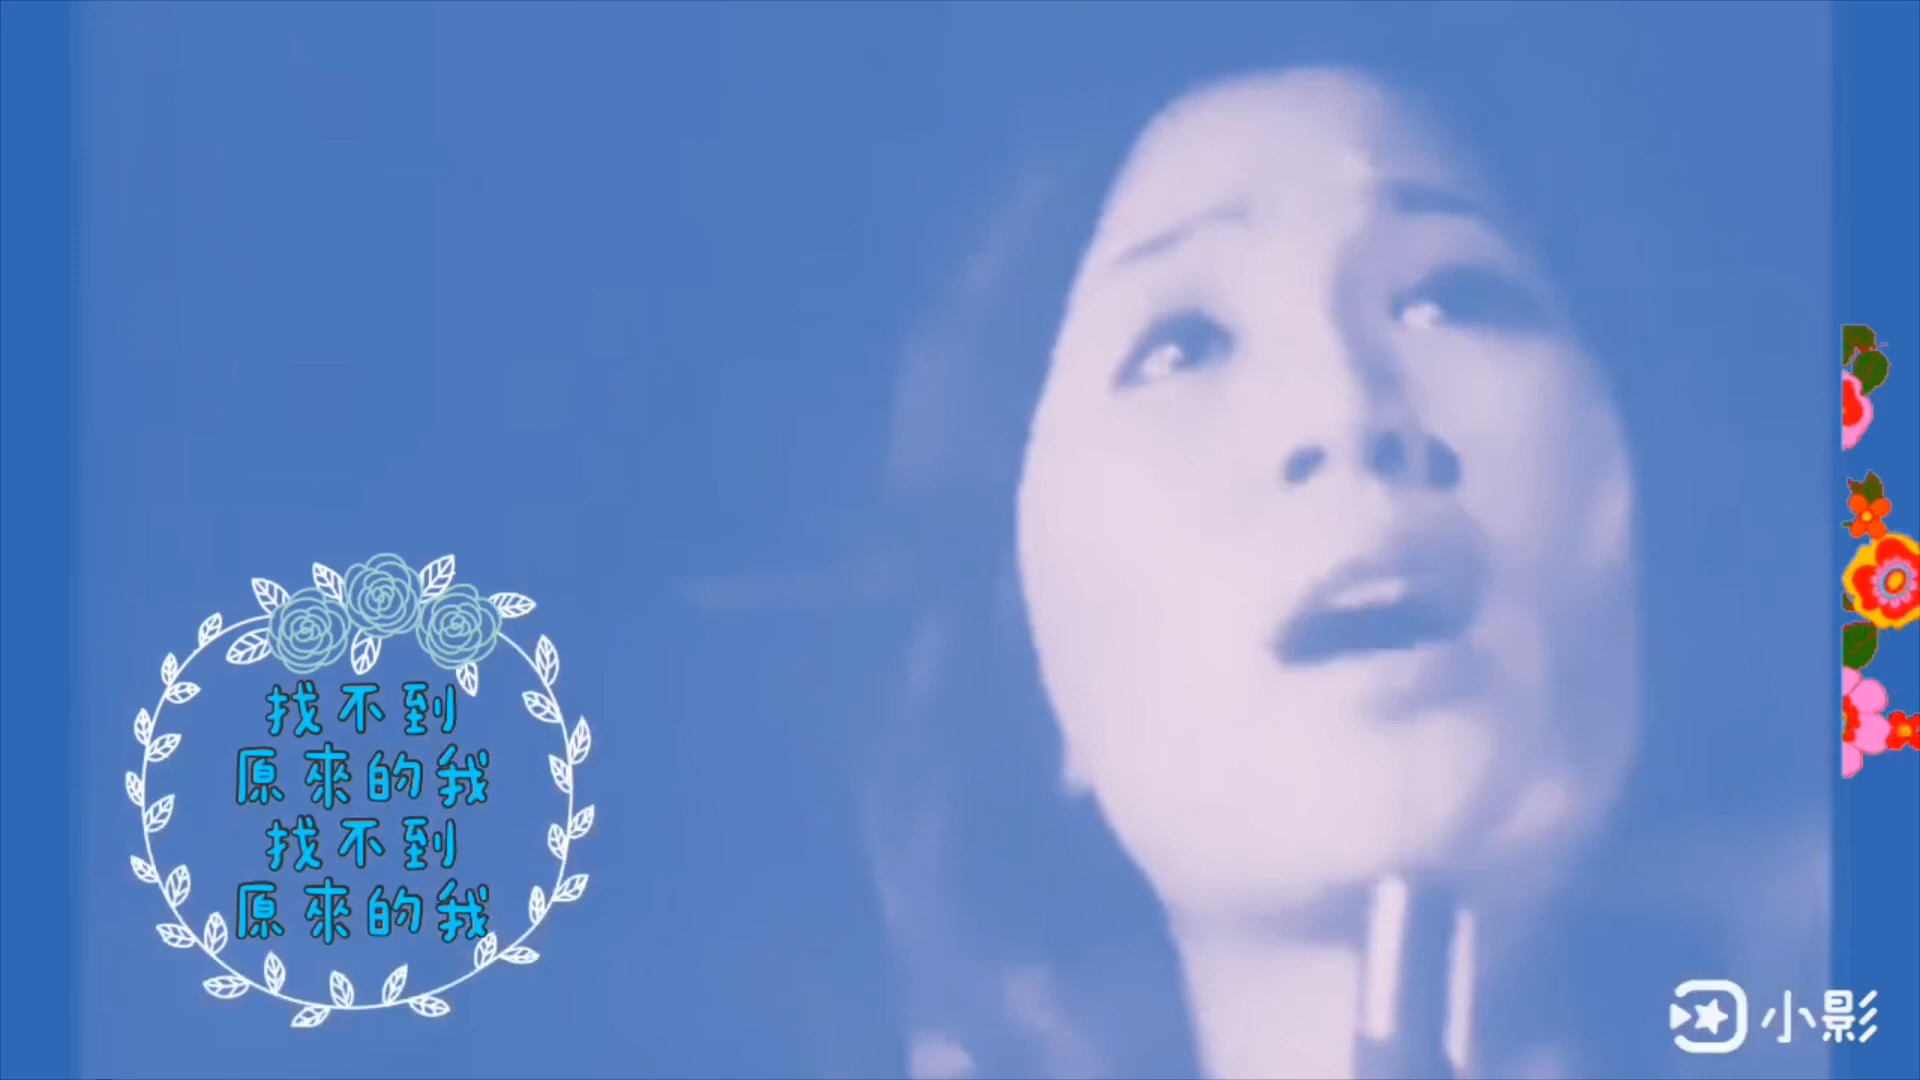 找不到
原來的我
找不到
原來的我
小影